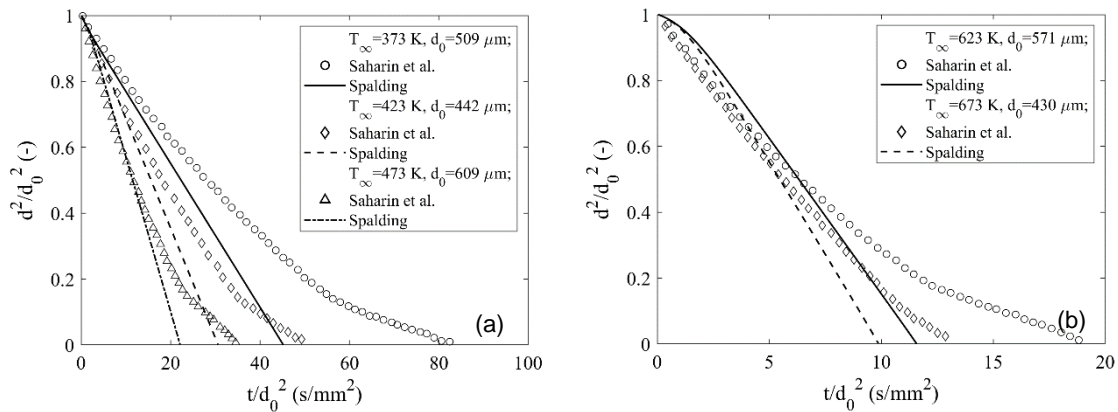 1
0.8
0.6
0.4
0.2
0
0 20 40 60 80 100
d²/d₀² (-)
t/d₀² (s/mm²)
T∞=373 K, d₀=509 μm;
Saharin et al.
Spalding
T∞=423 K, d₀=442 μm;
Saharin et al.
Spalding
T∞=473 K, d₀=609 μm;
Saharin et al.
Spalding
(a)
1
0.8
0.6
0.4
0.2
0
0 5 10 15 20
d²/d₀² (-)
t/d₀² (s/mm²)
T∞=623 K, d₀=571 μm;
Saharin et al.
Spalding
T∞=673 K, d₀=430 μm;
Saharin et al.
Spalding
(b)